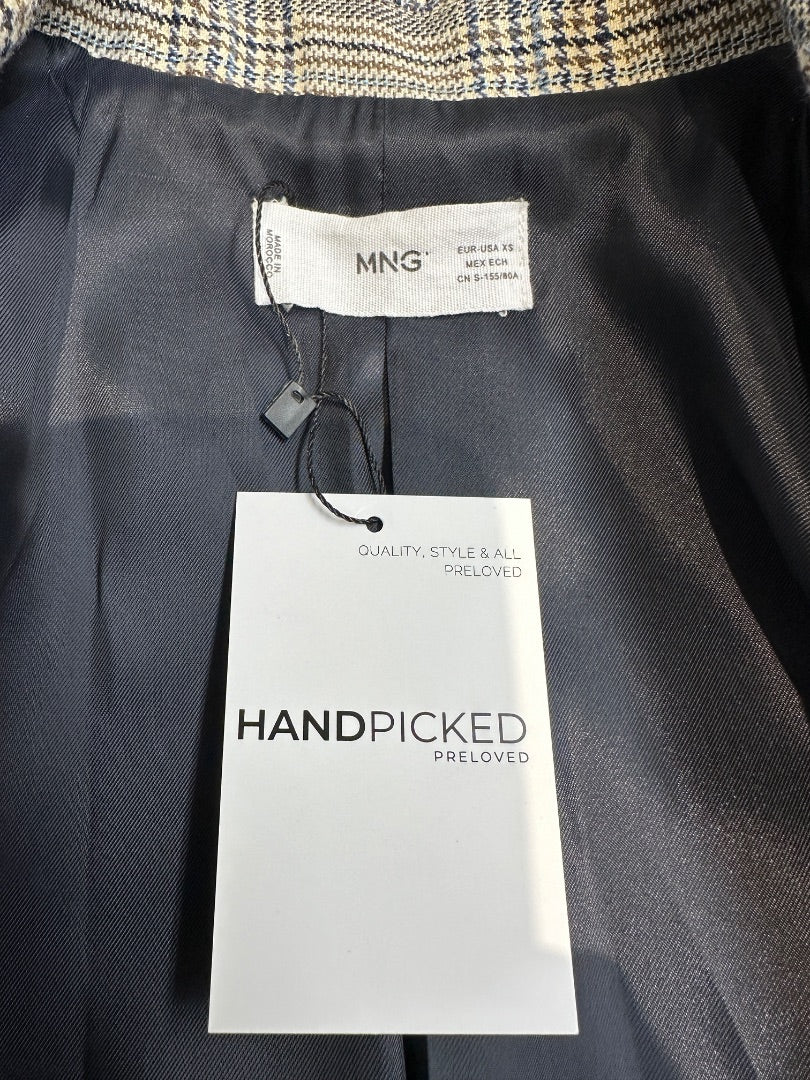 MADE IN
MOROCCO
MNG
EUR-USA XS
MEX ECH
CN S-155/80A
QUALITY, STYLE & ALL
PRELOVED
HANDPICKED
PRELOVED